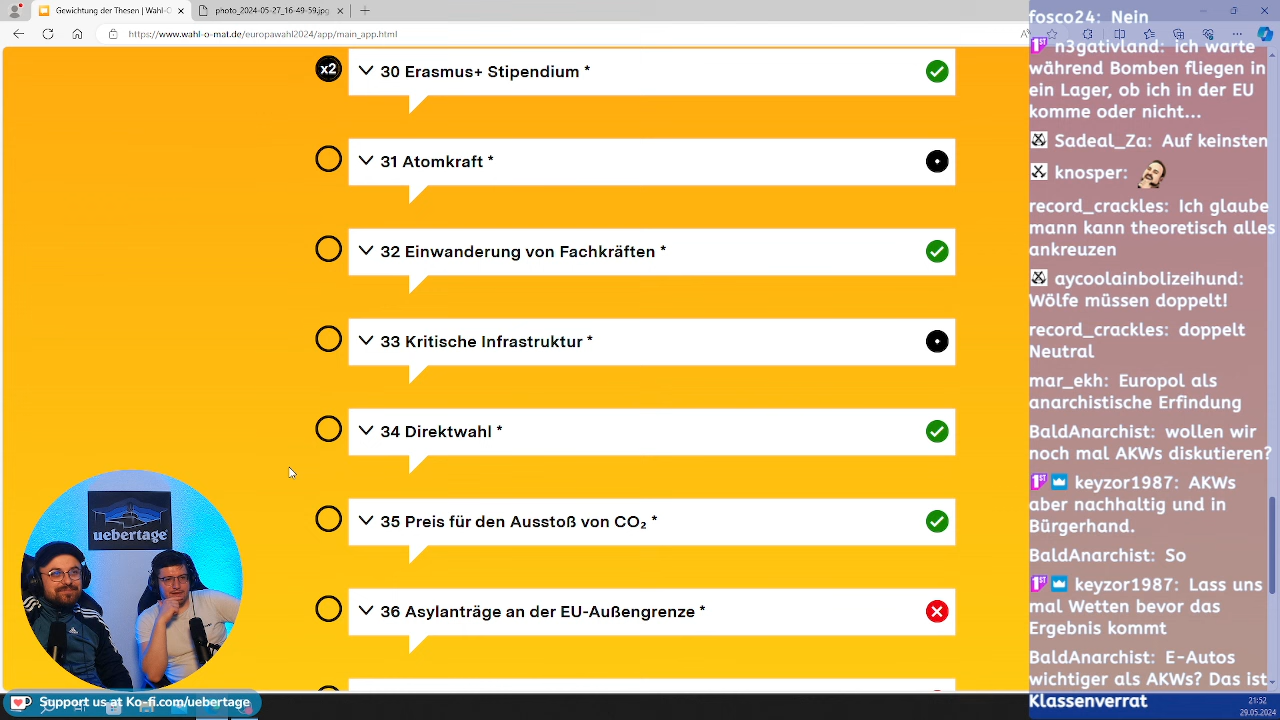 Gewichtung der Thesen | Wahl-O
photo_2024-05-27_16-49-59.jpg
https://www.wahl-o-mat.de/europawahl2024/app/main_app.html
x2
30 Erasmus+ Stipendium *
31 Atomkraft *
32 Einwanderung von Fachkräften *
33 Kritische Infrastruktur *
34 Direktwahl *
35 Preis für den Ausstoß von CO₂ *
36 Asylanträge an der EU-Außengrenze *
uebertage
Support us at Ko-fi.com/uebertage
fosco24: Nein
1ST n3gativland: ich warte
während Bomben fliegen in
ein Lager, ob ich in der EU
komme oder nicht...
Sadeal_Za: Auf keinsten
knosper:
record_crackles: Ich glaube
mann kann theoretisch alles
ankreuzen
aycoolainbolizeihund:
Wölfe müssen doppelt!
record_crackles: doppelt
Neutral
mar_ekh: Europol als
anarchistische Erfindung
BaldAnarchist: wollen wir
noch mal AKWs diskutieren?
1ST keyzor1987: AKWs
aber nachhaltig und in
Bürgerhand.
BaldAnarchist: So
1ST keyzor1987: Lass uns
mal Wetten bevor das
Ergebnis kommt
BaldAnarchist: E-Autos
wichtiger als AKWs? Das ist
Klassenverrat
21:52
29.05.2024